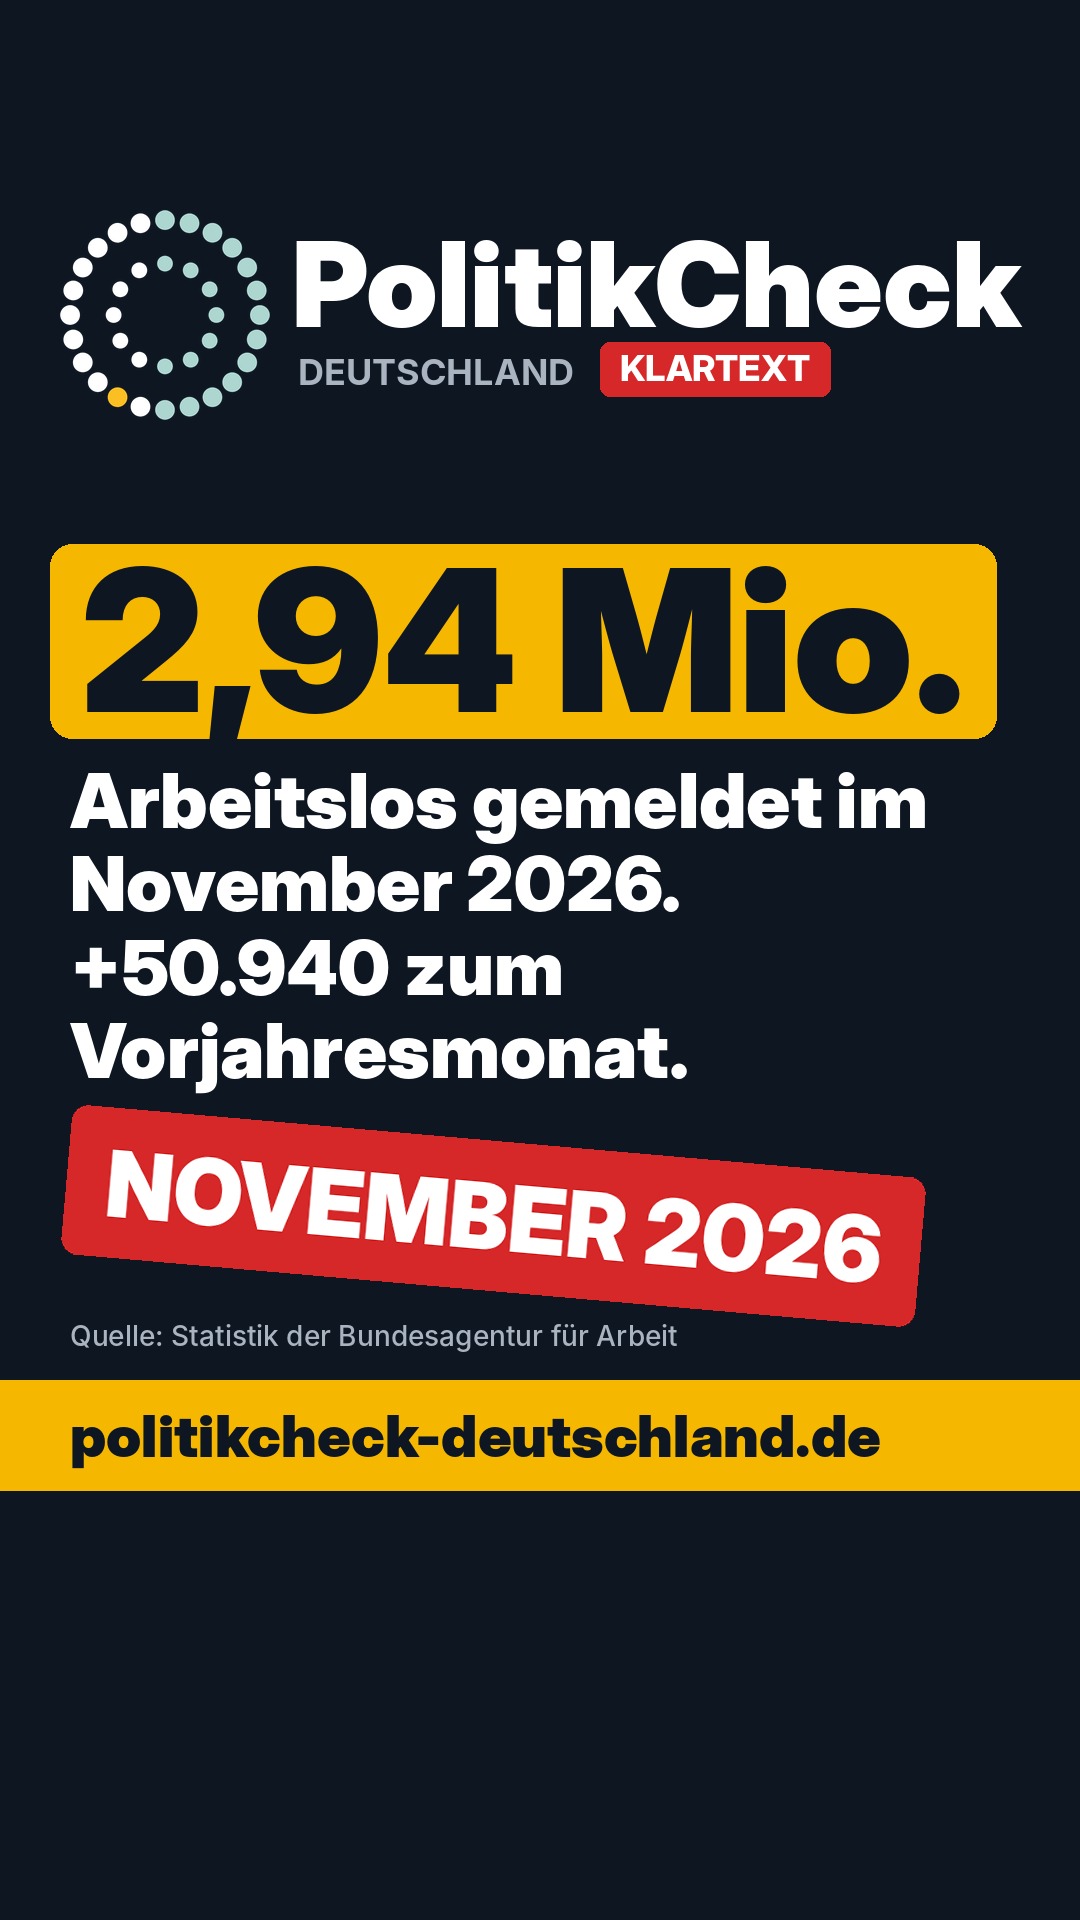 PolitikCheck
DEUTSCHLAND KLARTEXT
2,94 Mio.
Arbeitslos gemeldet im
November 2026.
+50.940 zum
Vorjahresmonat.
NOVEMBER 2026
Quelle: Statistik der Bundesagentur für Arbeit
politikcheck-deutschland.de